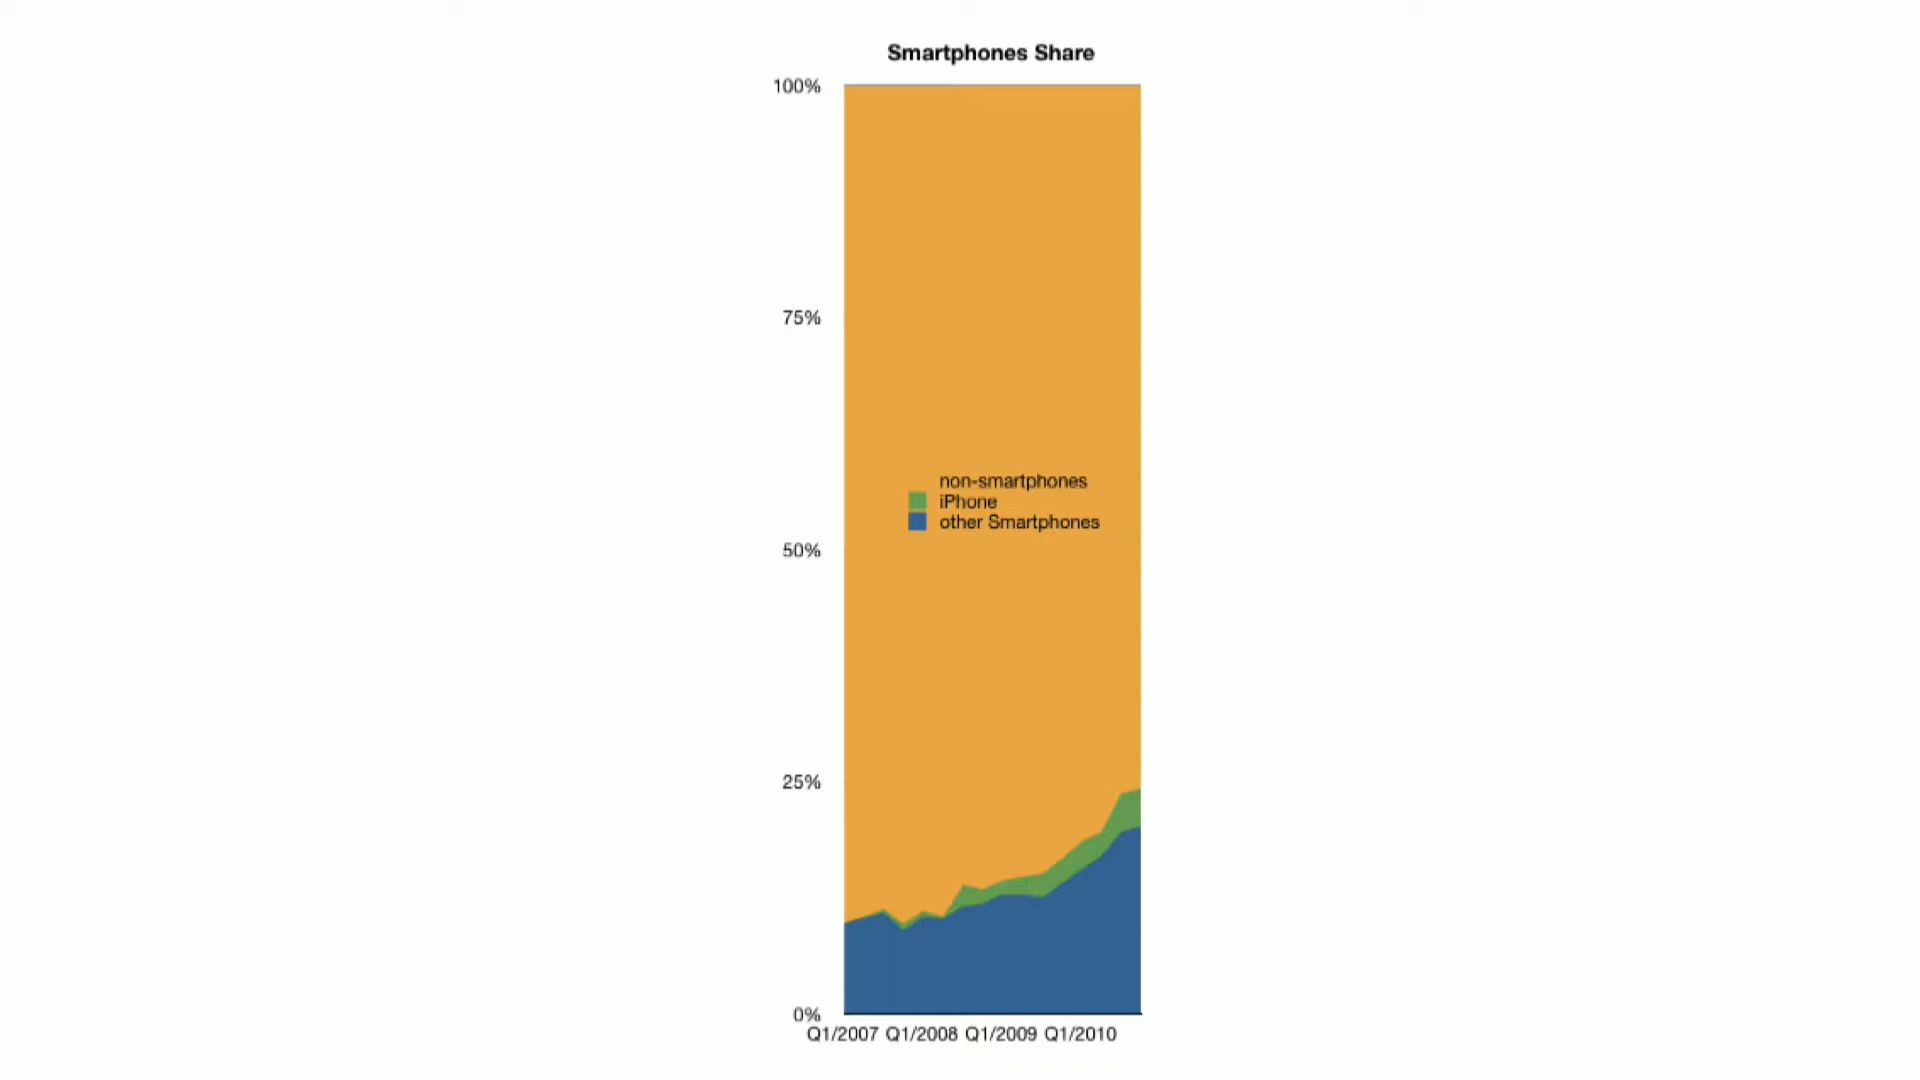 Smartphones Share
100%
75%
non-smartphones
iPhone
other Smartphones
50%
25%
0%
Q1/2007 Q1/2008 Q1/2009 Q1/2010